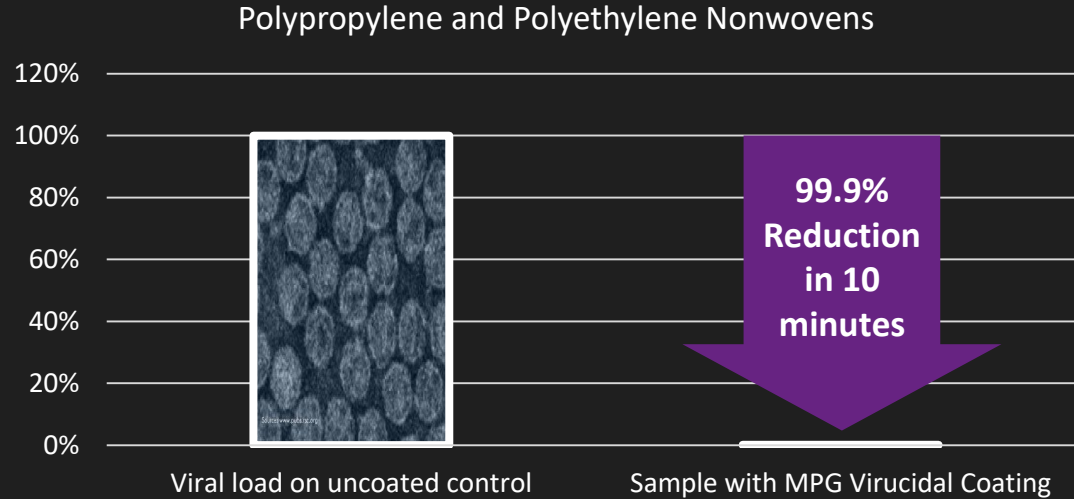 Polypropylene and Polyethylene Nonwovens
120%
100%
80%
60%
40%
20%
0%
99.9%
Reduction
in 10
minutes
Viral load on uncoated control
Sample with MPG Virucidal Coating